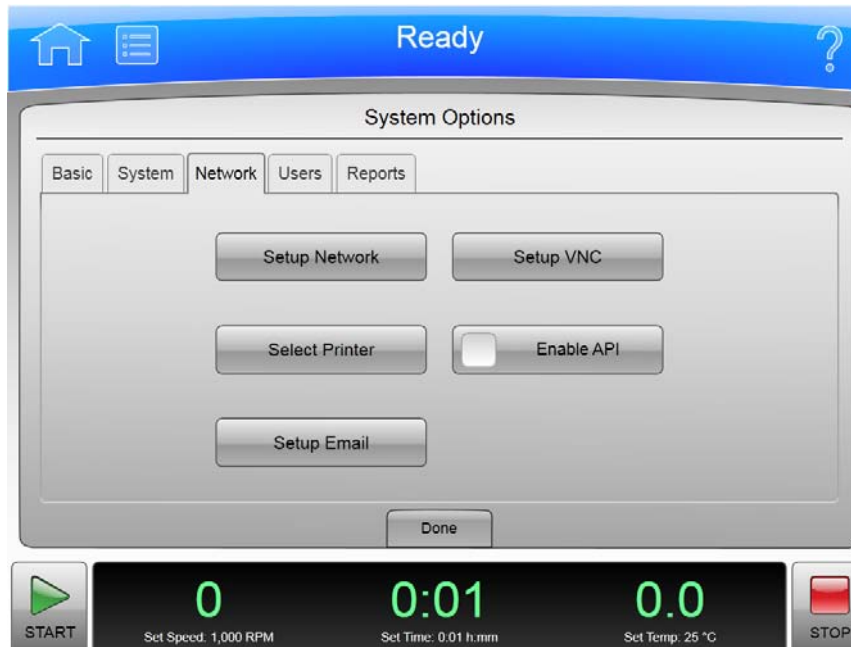 Ready
System Options
Basic System Network Users Reports
Setup Network Setup VNC
Select Printer Enable API
Setup Email
Done
START 0 0:01 0.0 STOP
Set Speed: 1,000 RPM Set Time: 0:01 h:mm Set Temp: 25 °C